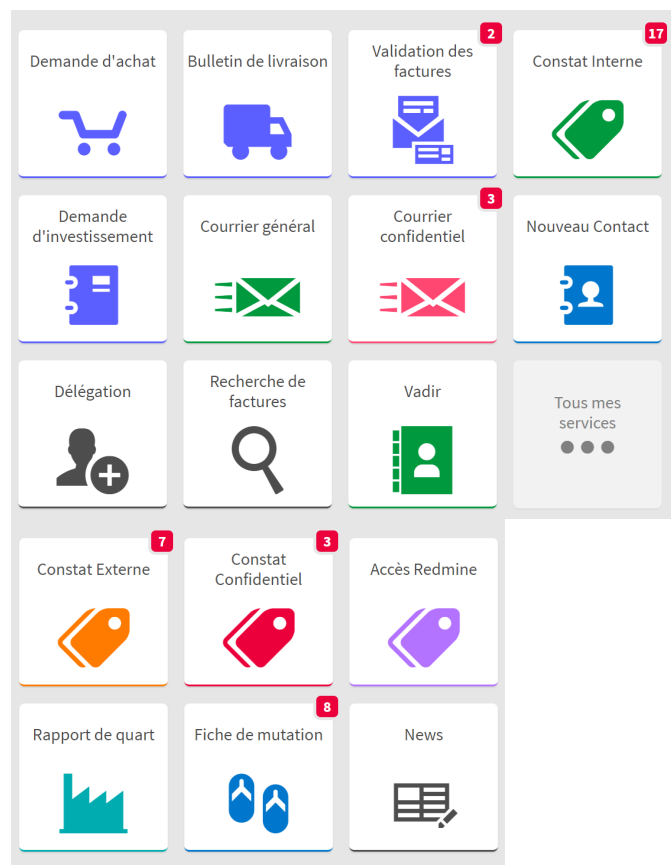 2
17
Demande d'achat
Bulletin de livraison
Validation des
factures
Constat Interne
3
Demande
d'investissement
Courrier général
Courrier
confidentiel
Nouveau Contact
Délégation
Recherche de
factures
Vadir
Tous mes
services
7
3
Constat Externe
Constat
Confidentiel
Accès Redmine
8
Rapport de quart
Fiche de mutation
News